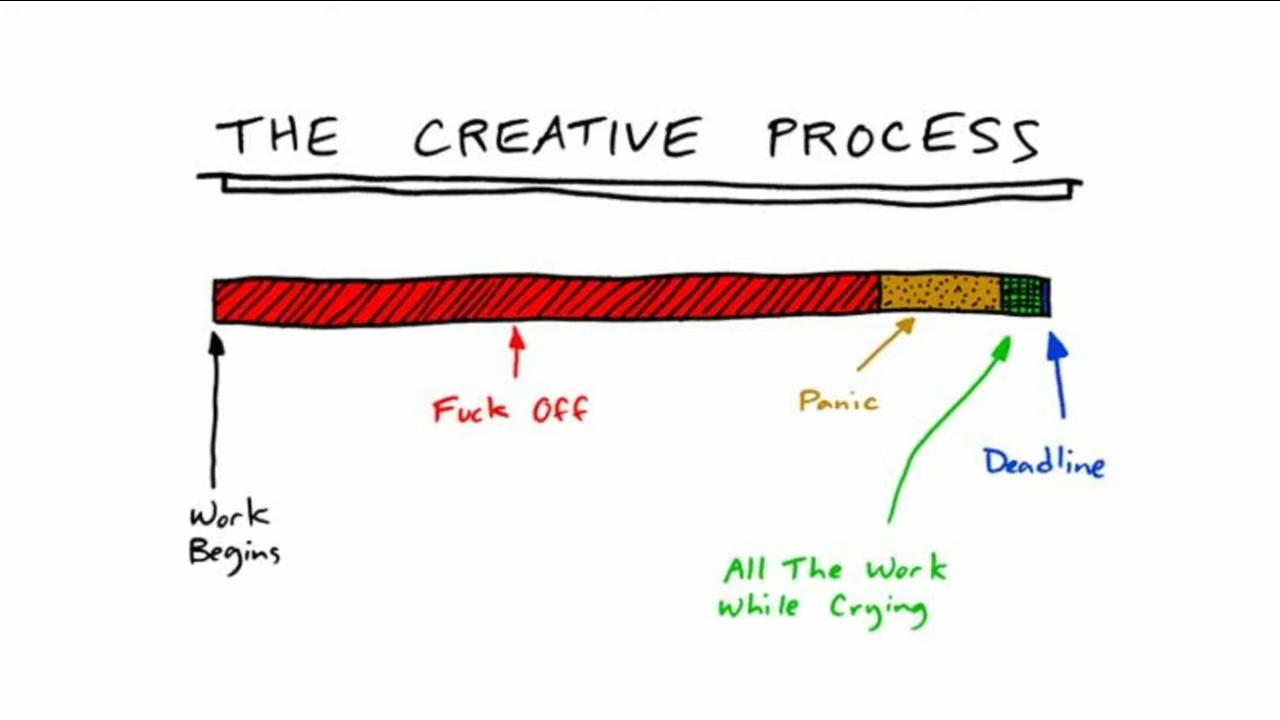 THE CREATIVE PROCESS
Fuck Off
Panic
Deadline
Work
Begins
All The Work
While Crying